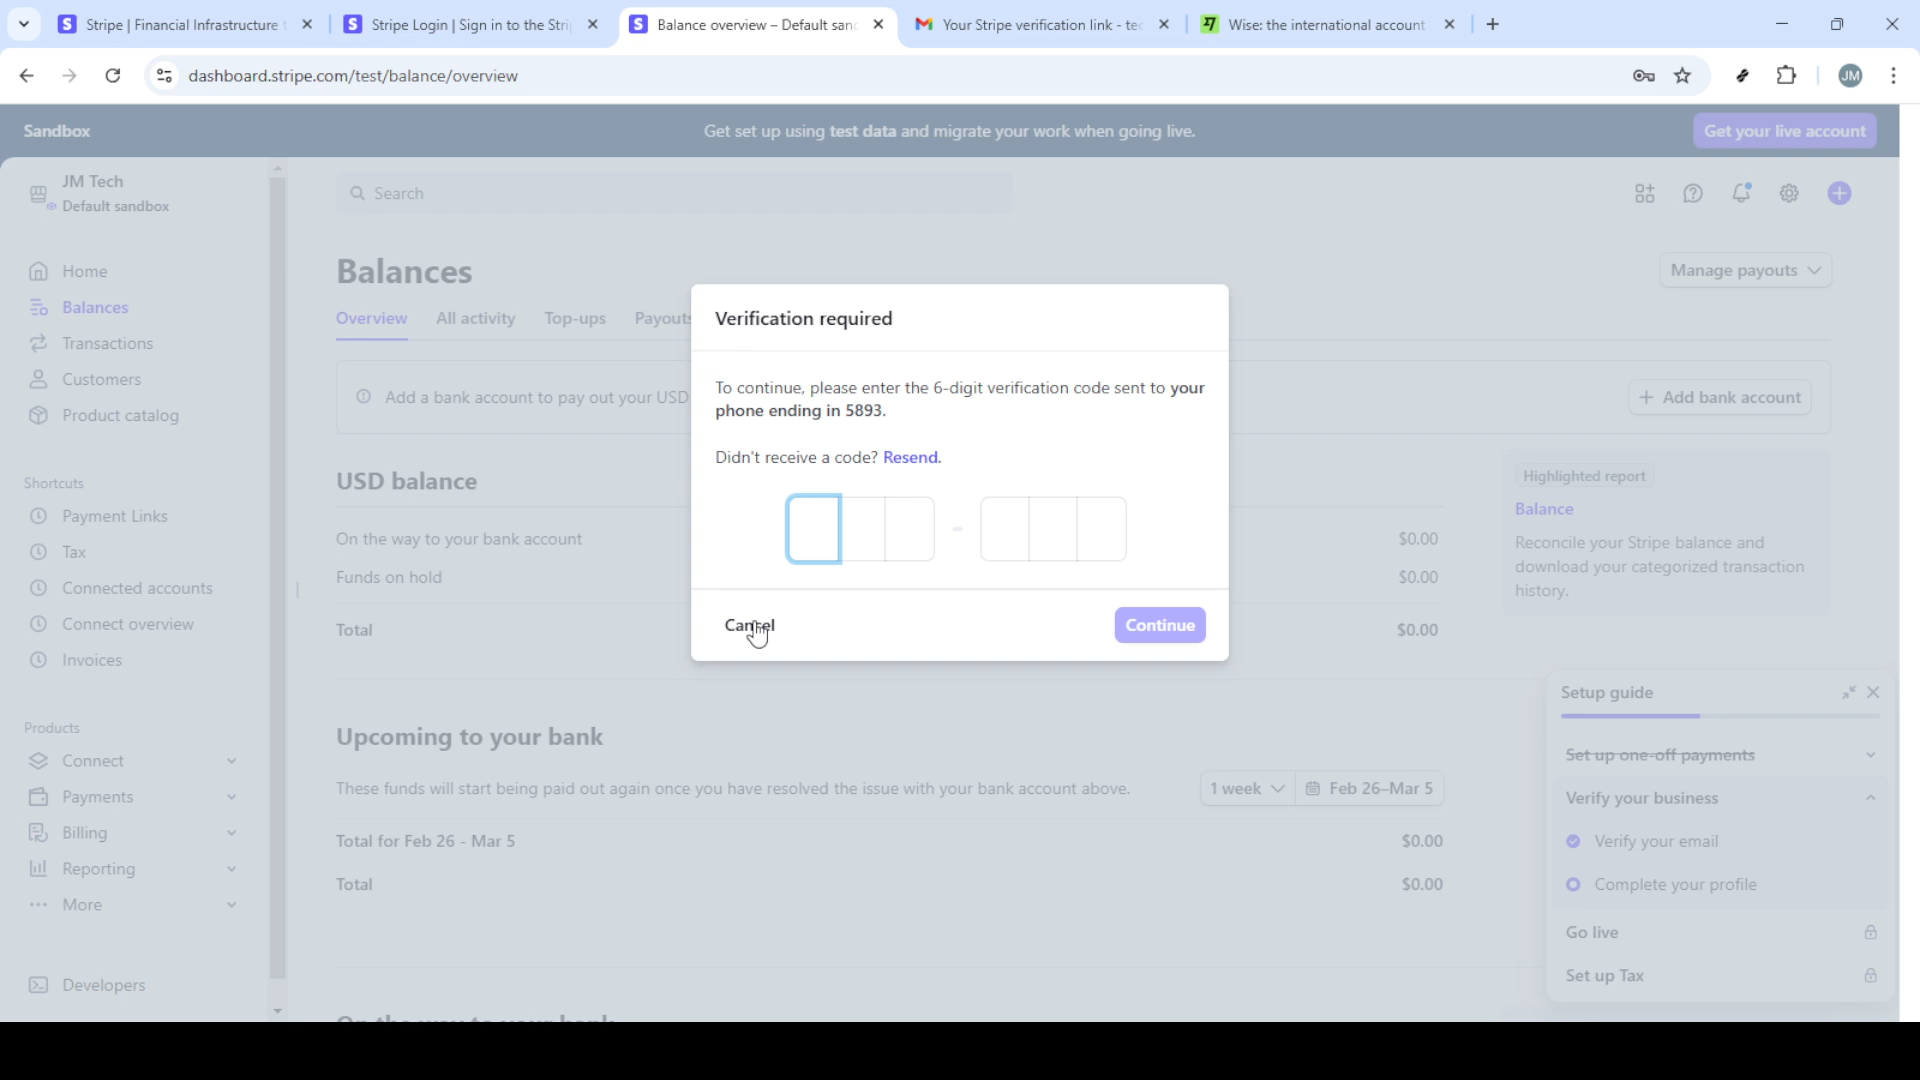 Stripe | Financial Infrastructure t
Stripe Login | Sign in to the Stri
Balance overview – Default sand
Your Stripe verification link - tec
Wise: the international account
dashboard.stripe.com/test/balance/overview
JM
Sandbox
Get set up using test data and migrate your work when going live.
Get your live account
JM Tech
Default sandbox
Search
Home
Balances
Transactions
Customers
Product catalog
Shortcuts
Payment Links
Tax
Connected accounts
Connect overview
Invoices
Products
Connect
Payments
Billing
Reporting
More
Developers
Balances
Manage payouts
Overview
All activity
Top-ups
Payouts
Add a bank account to pay out your USD
+ Add bank account
USD balance
On the way to your bank account $0.00
Funds on hold $0.00
Total $0.00
Highlighted report
Balance
Reconcile your Stripe balance and
download your categorized transaction
history.
Verification required
To continue, please enter the 6-digit verification code sent to your
phone ending in 5893.
Didn't receive a code? Resend.
-
Cancel
Continue
Upcoming to your bank
These funds will start being paid out again once you have resolved the issue with your bank account above.
1 week
Feb 26–Mar 5
Total for Feb 26 - Mar 5 $0.00
Total $0.00
On the way to your bank
Setup guide
Set up one-off payments
Verify your business
Verify your email
Complete your profile
Go live
Set up Tax